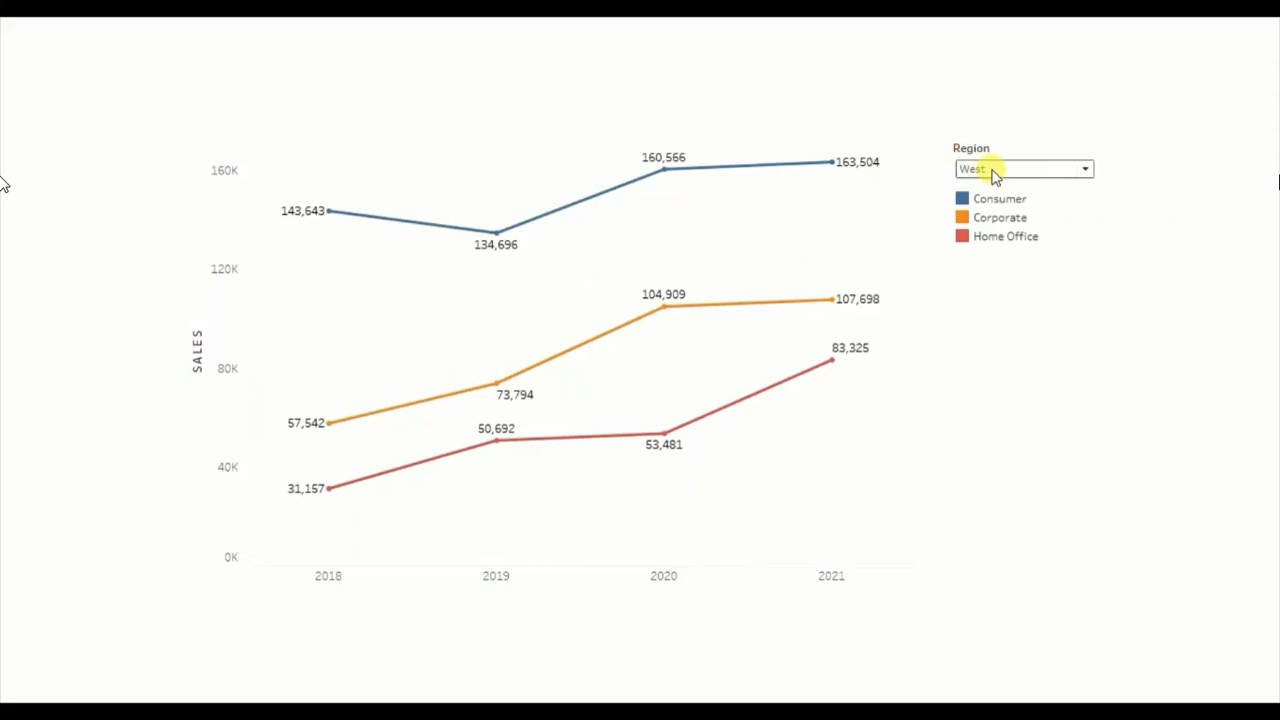 Region
West
Consumer
Corporate
Home Office
SALES
160K
120K
80K
40K
0K
143,643
134,696
160,566
163,504
57,542
73,794
104,909
107,698
31,157
50,692
53,481
83,325
2018 2019 2020 2021